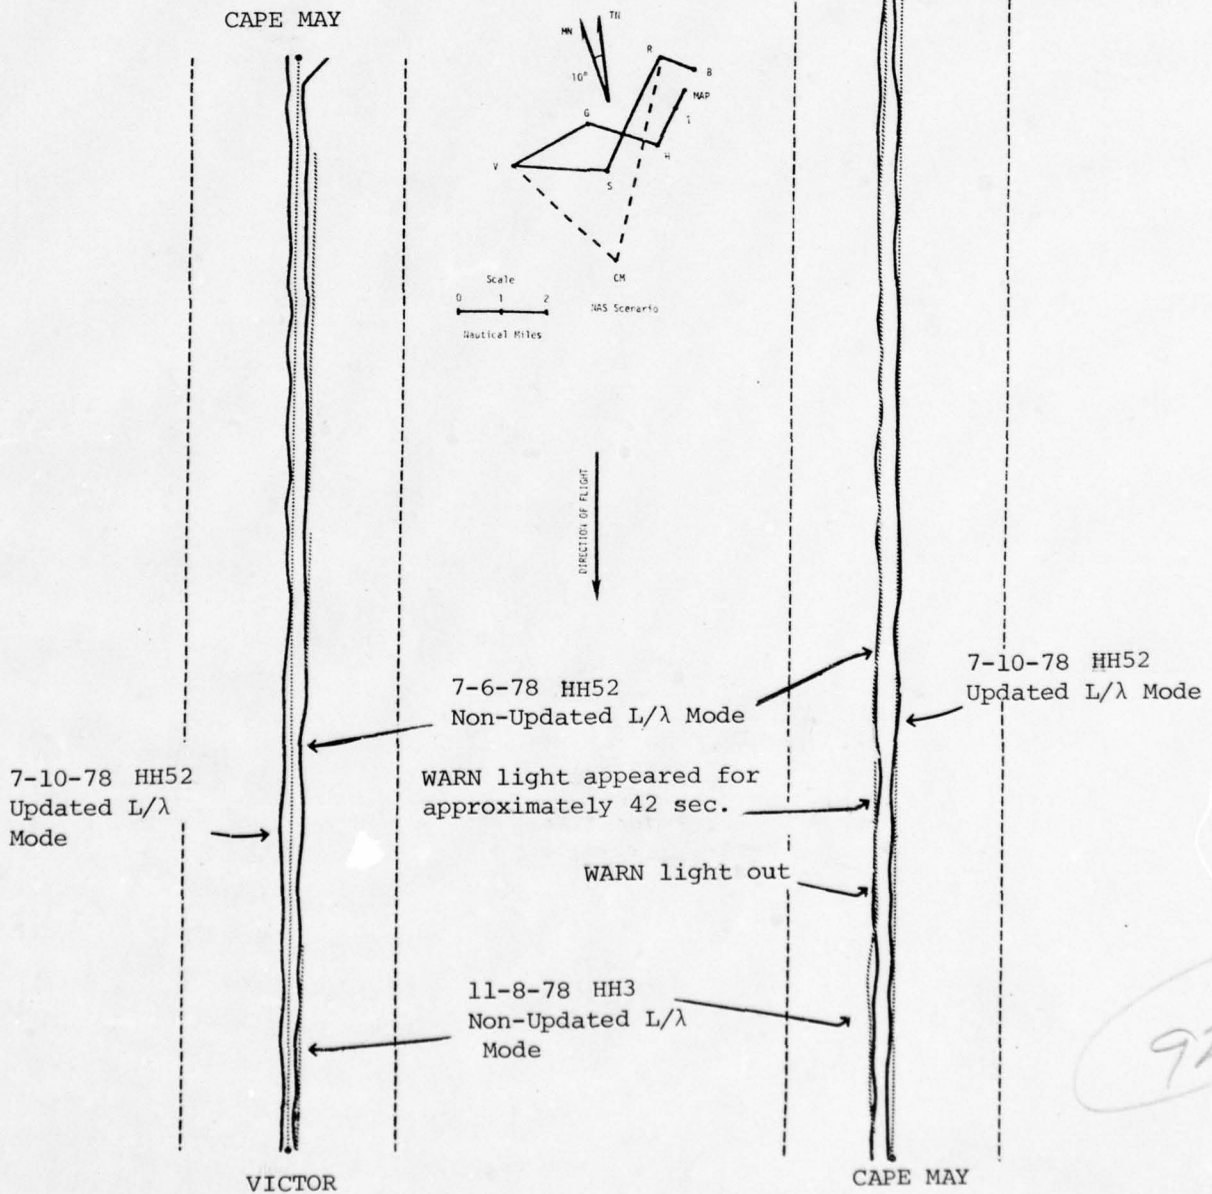 CAPE MAY
MN
TN
10°
R
B
MAP
I
G
H
V
S
CM
Scale
0 1 2
Nautical Miles
NAS Scenario
DIRECTION OF FLIGHT
7-6-78 HH52
Non-Updated L/λ Mode
7-10-78 HH52
Updated L/λ Mode
7-10-78 HH52
Updated L/λ
Mode
WARN light appeared for
approximately 42 sec.
WARN light out
11-8-78 HH3
Non-Updated L/λ
Mode
92
VICTOR
CAPE MAY